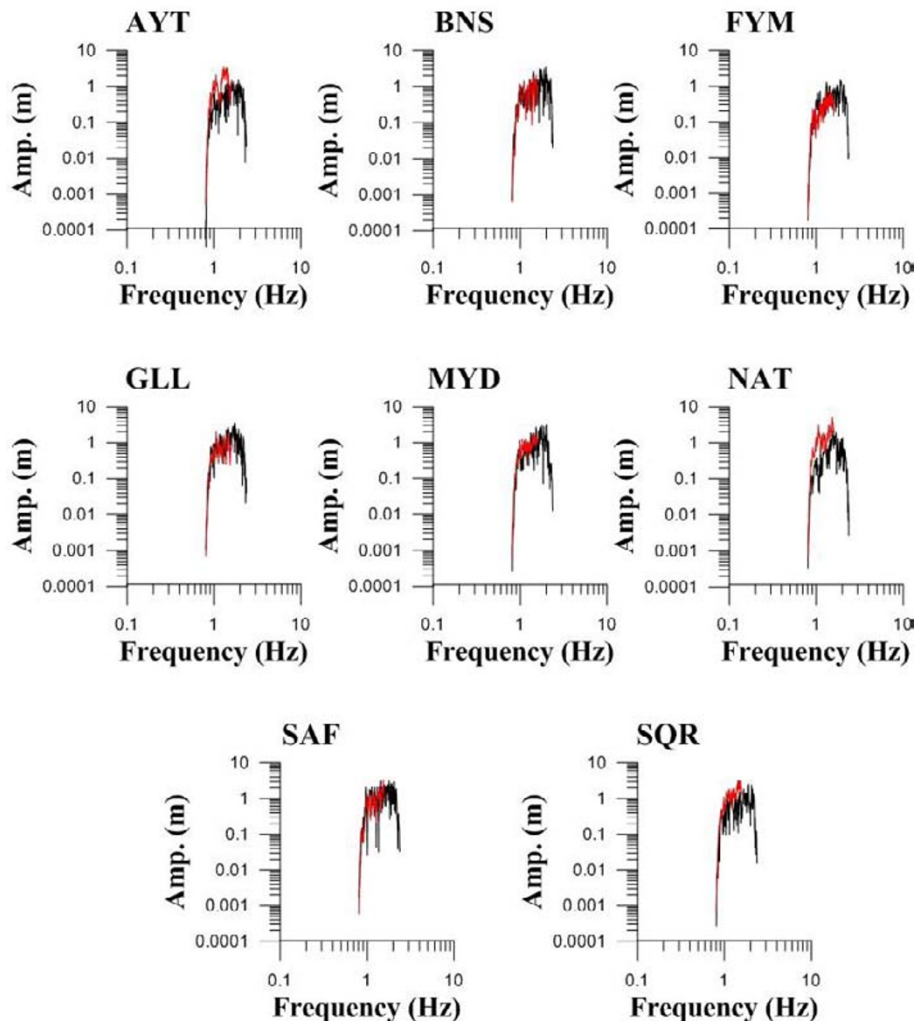 AYT BNS FYM
10 10 10
1 1 1
0.1 0.1 0.1
0.01 0.01 0.01
0.001 0.001 0.001
0.0001 0.0001 0.0001
Amp. (m) Amp. (m) Amp. (m)
0.1 1 10 0.1 1 10 0.1 1 10
Frequency (Hz) Frequency (Hz) Frequency (Hz)
GLL MYD NAT
10 10 10
1 1 1
0.1 0.1 0.1
0.01 0.01 0.01
0.001 0.001 0.001
0.0001 0.0001 0.0001
Amp. (m) Amp. (m) Amp. (m)
0.1 1 10 0.1 1 10 0.1 1 10
Frequency (Hz) Frequency (Hz) Frequency (Hz)
SAF SQR
10 10
1 1
0.1 0.1
0.01 0.01
0.001 0.001
0.0001 0.0001
Amp. (m) Amp. (m)
0.1 1 10 0.1 1 10
Frequency (Hz) Frequency (Hz)